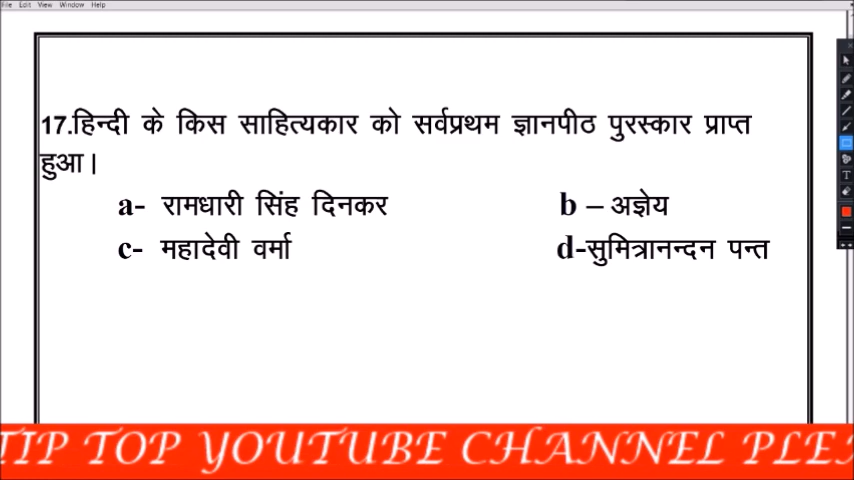 File Edit View Window Help
17.हिन्दी के किस साहित्यकार को सर्वप्रथम ज्ञानपीठ पुरस्कार प्राप्त
हुआ।
a- रामधारी सिंह दिनकर b – अज्ञेय
c- महादेवी वर्मा d-सुमित्रानन्दन पन्त
TIP TOP YOUTUBE CHANNEL